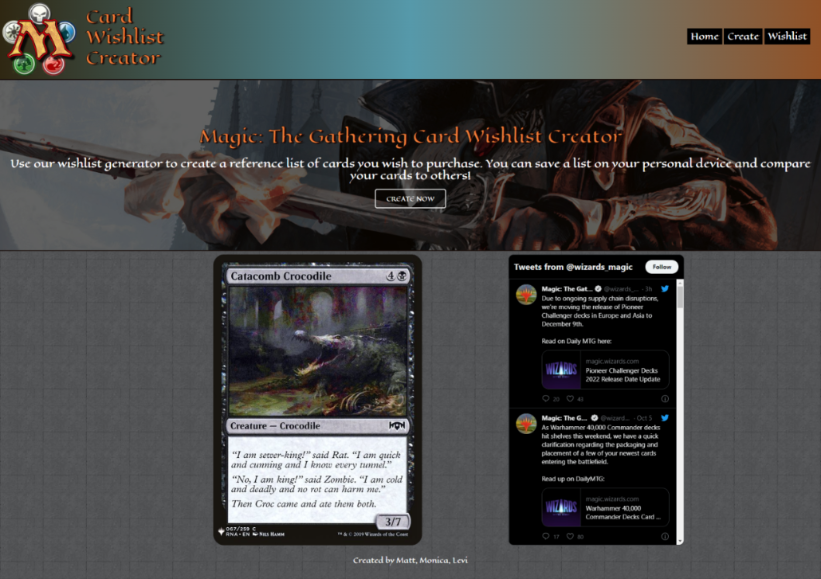 Card
Wishlist
Creator
Home Create Wishlist
Magic: The Gathering Card Wishlist Creator
Use our wishlist generator to create a reference list of cards you wish to purchase. You can save a list on your personal device and compare
your cards to others!
CREATE NOW
Catacomb Crocodile 4
Creature — Crocodile
"I am sewer-king!" said Rat. "I am quick
and cunning and I know every tunnel."
"No, I am king!" said Zombie. "I am cold
and deadly and no rot can harm me."
Then Croc came and ate them both.
3/7
067/259 C
RNA • EN Nils Hamm
™ & © 2019 Wizards of the Coast
Tweets from @wizards_magic
Follow
Magic: The Gat... @wizards_... · 3h
Due to ongoing supply chain disruptions,
we're moving the release of Pioneer
Challenger decks in Europe and Asia to
December 9th.
Read on Daily MTG here:
magic.wizards.com
WIZARDS
Pioneer Challenger Decks
2022 Release Date Update
20 43
Magic: The G... @wizard... · Oct 5
As Warhammer 40,000 Commander decks
hit shelves this weekend, we have a quick
clarification regarding the packaging and
placement of a few of your newest cards
entering the battlefield.
Read up on DailyMTG:
magic.wizards.com
WIZARDS
Warhammer 40,000
Commander Decks Card ...
17 80
Created by Matt, Monica, Levi